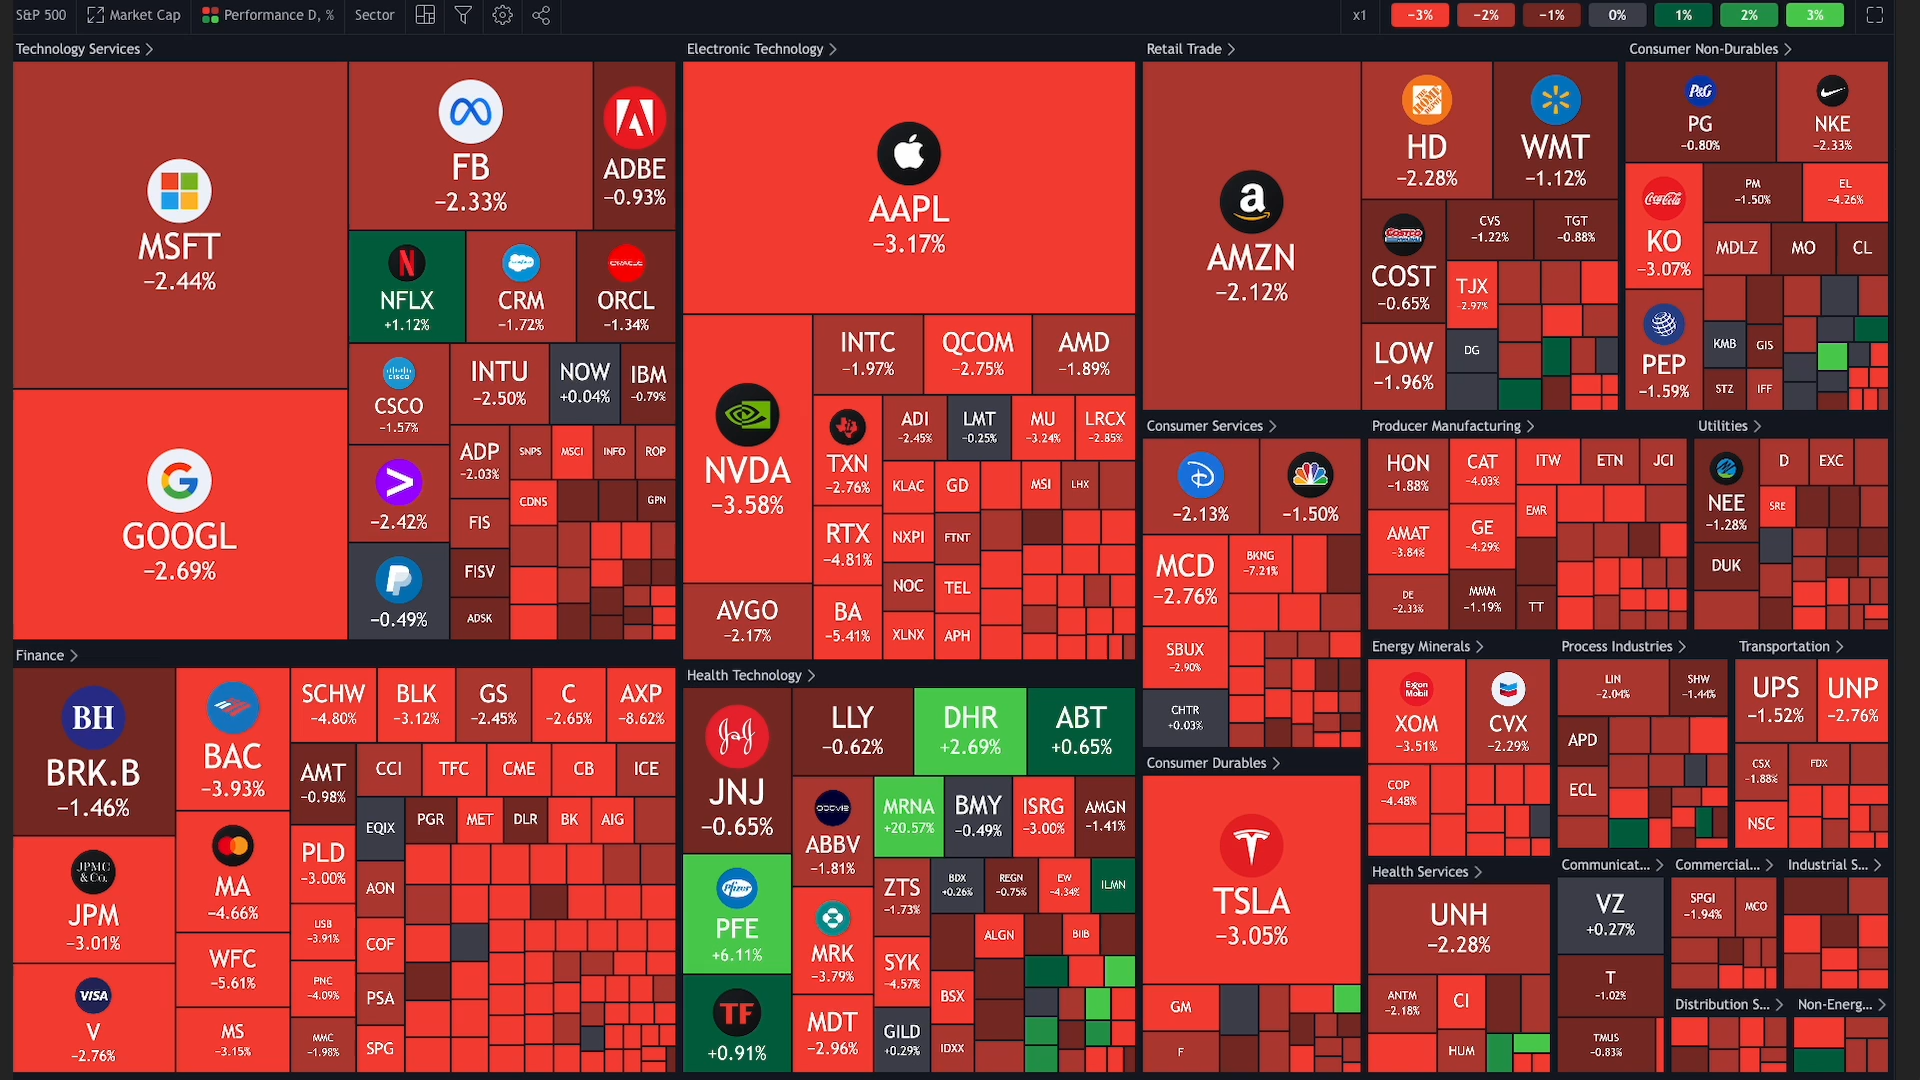 S&P 500
Market Cap
Performance D, %
Sector
x1
−3%
−2%
−1%
0%
1%
2%
3%
Technology Services
MSFT
−2.44%
FB
−2.33%
ADBE
−0.93%
NFLX
+1.12%
CRM
−1.72%
ORACLE
ORCL
−1.34%
GOOGL
−2.69%
CISCO
CSCO
−1.57%
INTU
−2.50%
NOW
+0.04%
IBM
−0.79%
−2.42%
ADP
−2.03%
SNPS
MSCI
INFO
ROP
CDNS
GPN
FIS
−0.49%
FISV
ADSK
Electronic Technology
AAPL
−3.17%
NVDA
−3.58%
INTC
−1.97%
QCOM
−2.75%
AMD
−1.89%
TXN
−2.76%
ADI
−2.45%
LMT
−0.25%
MU
−3.24%
LRCX
−2.85%
KLAC
GD
MSI
LHX
RTX
−4.81%
NXPI
FTNT
AVGO
−2.17%
NOC
TEL
BA
−5.41%
XLNX
APH
Retail Trade
AMZN
−2.12%
HD
−2.28%
WMT
−1.12%
COSTCO
COST
−0.65%
CVS
−1.22%
TGT
−0.88%
TJX
−2.97%
LOW
−1.96%
DG
Consumer Non-Durables
P&G
PG
−0.80%
NKE
−2.33%
Coca-Cola
KO
−3.07%
PM
−1.50%
EL
−4.26%
MDLZ
MO
CL
PEP
−1.59%
KMB
GIS
STZ
IFF
Consumer Services
−2.13%
−1.50%
MCD
−2.76%
BKNG
−7.21%
SBUX
−2.90%
CHTR
+0.03%
Producer Manufacturing
HON
−1.88%
CAT
−4.03%
ITW
ETN
JCI
AMAT
−3.84%
GE
−4.29%
EMR
DE
−2.33%
MMM
−1.19%
TT
Utilities
NEE
−1.28%
D
EXC
SRE
DUK
Finance
BH
BRK.B
−1.46%
BAC
−3.93%
SCHW
−4.80%
BLK
−3.12%
GS
−2.45%
C
−2.65%
AXP
−8.62%
AMT
−0.98%
CCI
TFC
CME
CB
ICE
EQIX
PGR
MET
DLR
BK
AIG
JPMC
& CO.
JPM
−3.01%
MA
−4.66%
PLD
−3.00%
AON
USB
−3.91%
COF
WFC
−5.61%
VISA
V
−2.76%
PNC
−4.09%
PSA
MS
−3.15%
MMC
−1.98%
SPG
Health Technology
J&J
JNJ
−0.65%
LLY
−0.62%
DHR
+2.69%
ABT
+0.65%
abbvie
ABBV
−1.81%
MRNA
+20.57%
BMY
−0.49%
ISRG
−3.00%
AMGN
−1.41%
Pfizer
PFE
+6.11%
ZTS
−1.73%
BDX
+0.26%
REGN
−0.75%
EW
−4.34%
ILMN
MRK
−3.79%
ALGN
BIIB
SYK
−4.57%
BSX
TF
+0.91%
MDT
−2.96%
GILD
+0.29%
IDXX
Consumer Durables
TSLA
−3.05%
GM
F
Energy Minerals
Exxon
Mobil
XOM
−3.51%
CVX
−2.29%
COP
−4.48%
Process Industries
LIN
−2.04%
SHW
−1.44%
APD
ECL
Transportation
UPS
−1.52%
UNP
−2.76%
CSX
−1.88%
FDX
NSC
Health Services
UNH
−2.28%
ANTM
−2.18%
CI
HUM
Communicat...
VZ
+0.27%
T
−1.02%
TMUS
−0.83%
Commercial...
SPGI
−1.94%
MCO
Industrial S...
Distribution S...
Non-Energ...